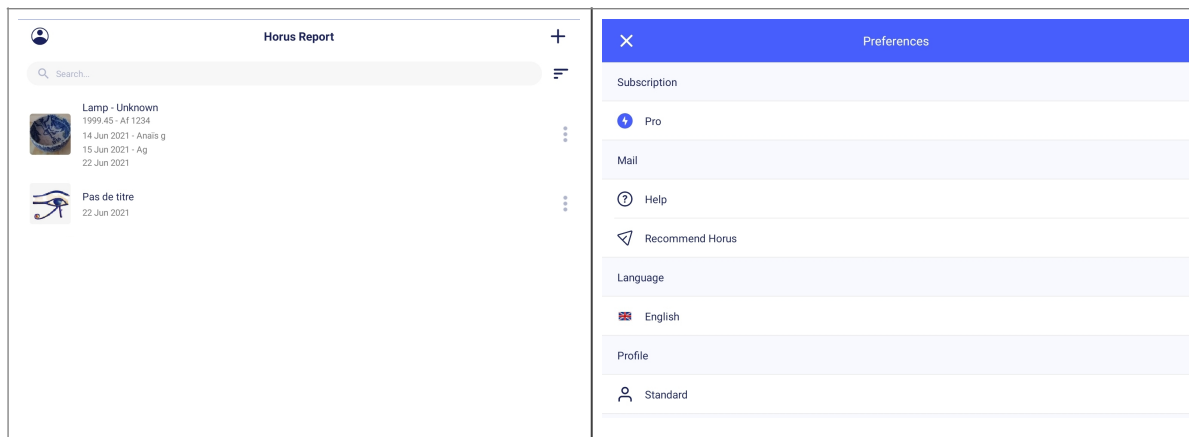 Horus Report
Search...
Lamp - Unknown
1999.45 - Af 1234
14 Jun 2021 - Anaïs g
15 Jun 2021 - Ag
22 Jun 2021
Pas de titre
22 Jun 2021
Preferences
Subscription
Pro
Mail
Help
Recommend Horus
Language
English
Profile
Standard